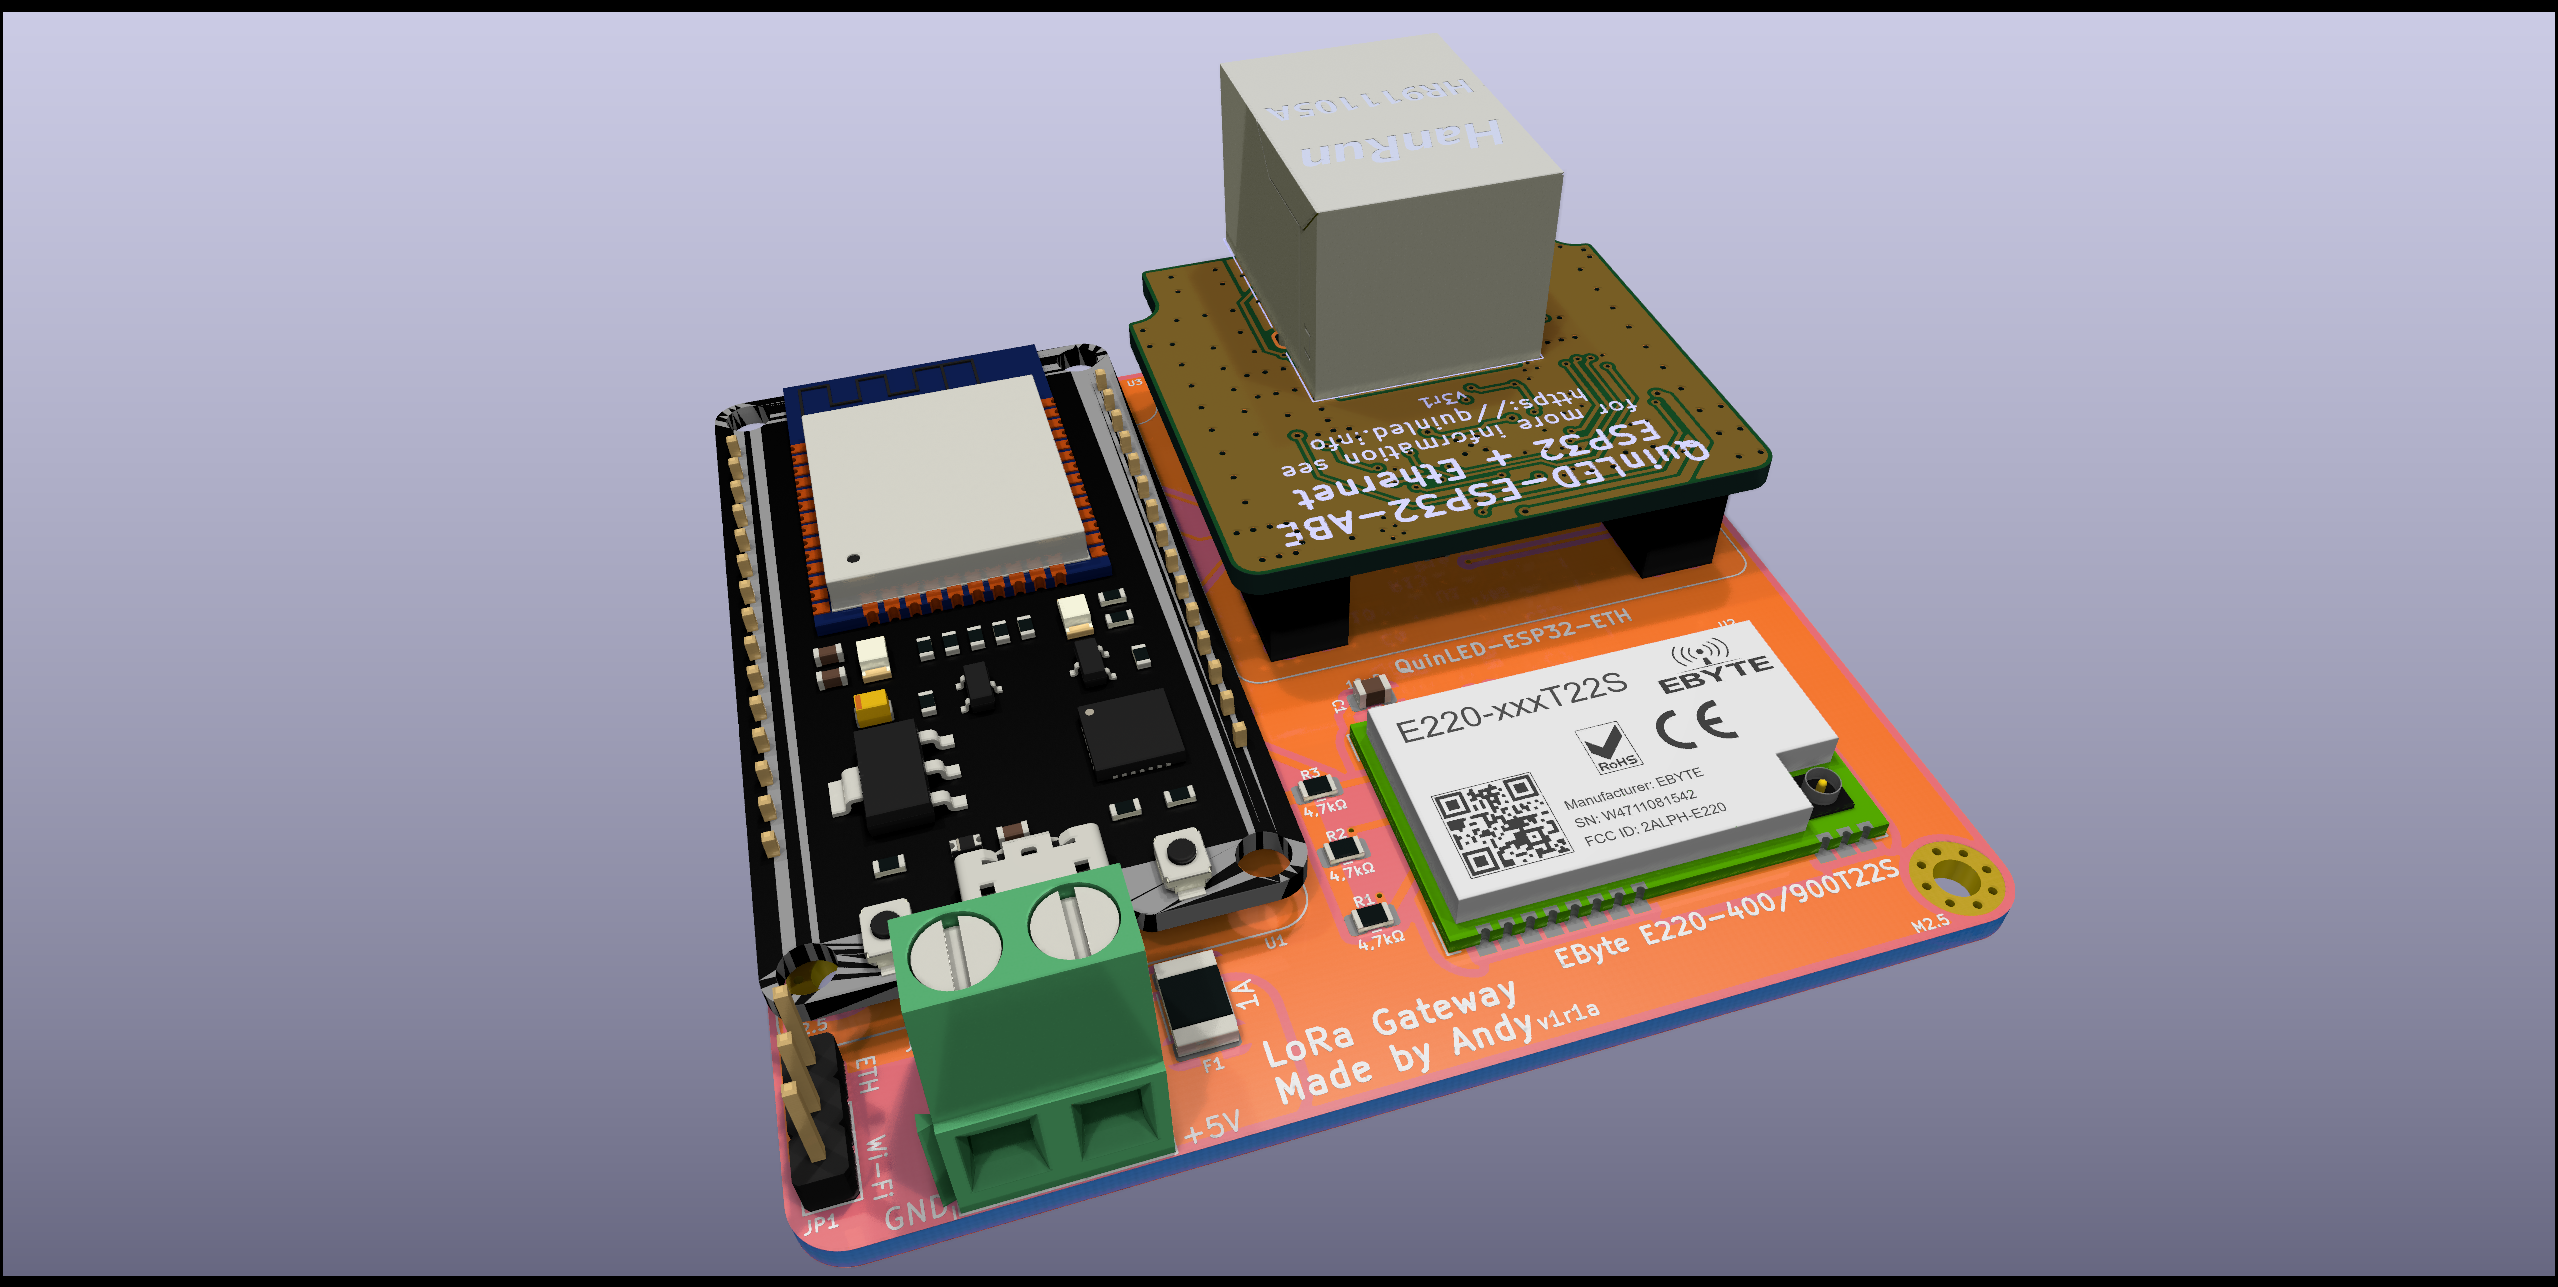 HR911105A
HanRun
U3
v3r1
https://quinled.info
for more information see
ESP32 + Ethernet
QuinLED-ESP32-ABE
QuinLED-ESP32-ETH
E220-xxxT22S
EBYTE
RoHS
CE
Manufacturer: EBYTE
SN: W4711081542
FCC ID: 2ALPH-E220
R3
4,7kΩ
R2
4,7kΩ
R1
4,7kΩ
U1
EByte E220-400/900T22S
M2.5
1A
F1
LoRa Gateway
Made by Andy v1r1a
+5V
ETH
Wi-Fi
GND
JP1